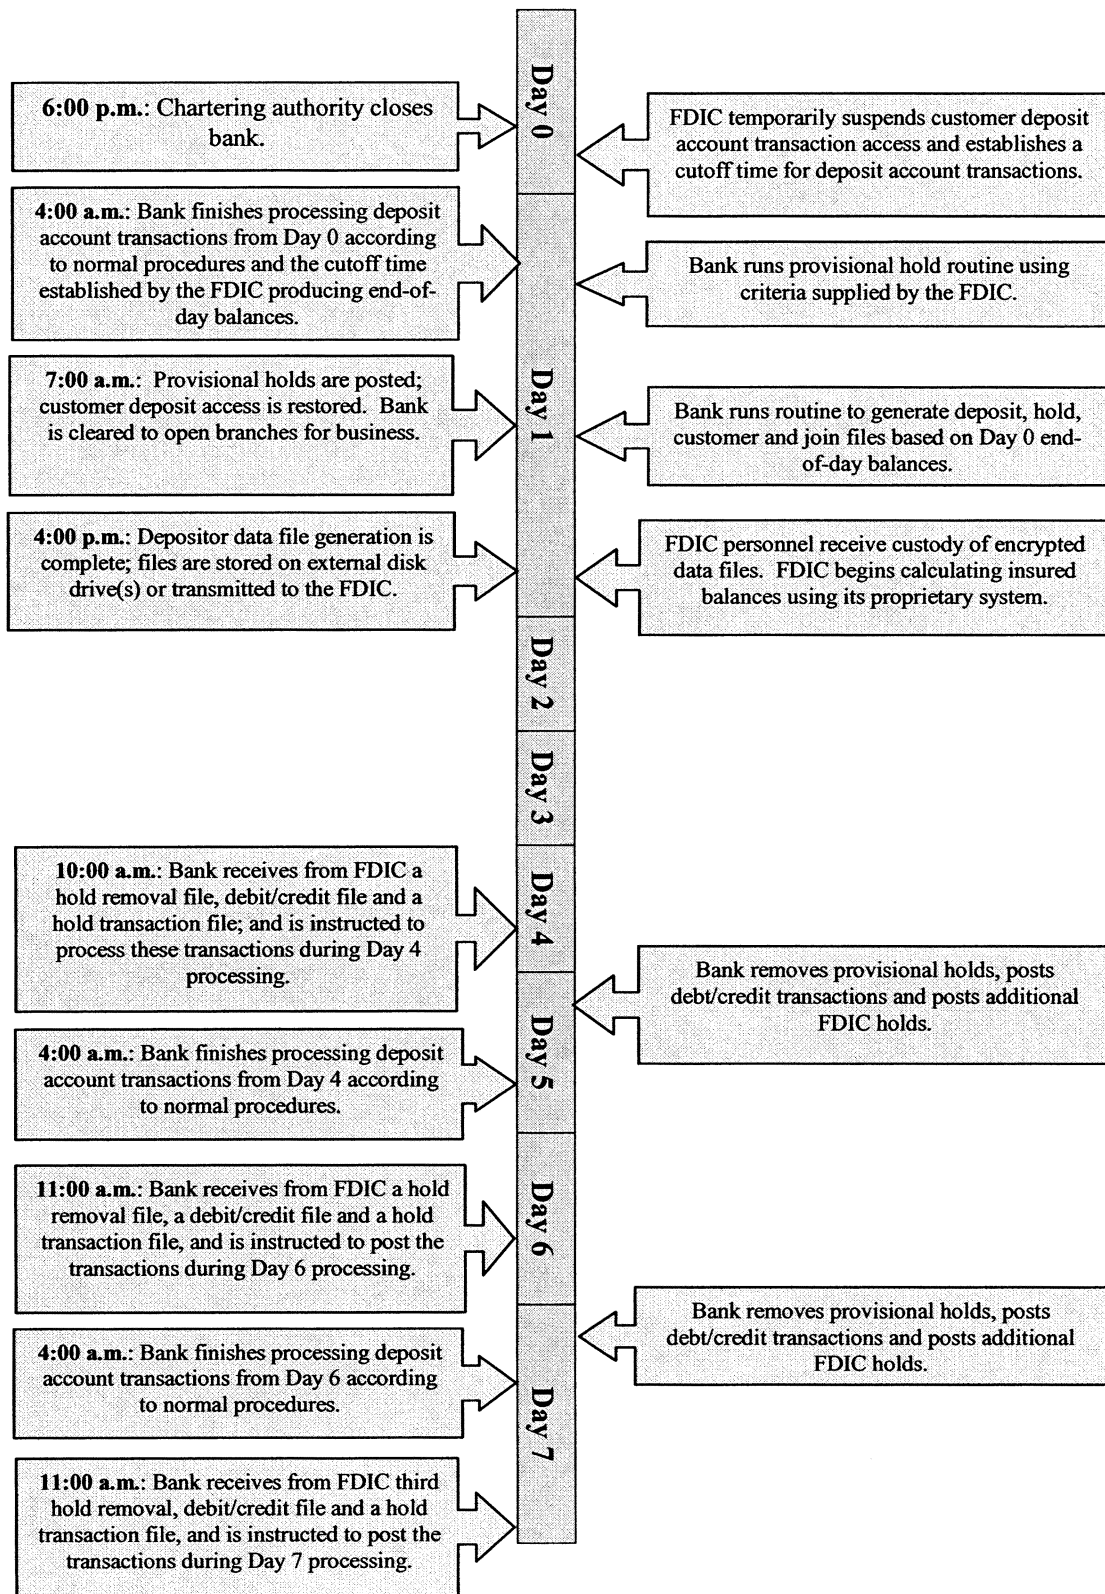 Day 0
6:00 p.m.: Chartering authority closes
bank.
FDIC temporarily suspends customer deposit
account transaction access and establishes a
cutoff time for deposit account transactions.
Day 1
4:00 a.m.: Bank finishes processing deposit
account transactions from Day 0 according
to normal procedures and the cutoff time
established by the FDIC producing end-of-
day balances.
Bank runs provisional hold routine using
criteria supplied by the FDIC.
7:00 a.m.: Provisional holds are posted;
customer deposit access is restored. Bank
is cleared to open branches for business.
Bank runs routine to generate deposit, hold,
customer and join files based on Day 0 end-
of-day balances.
4:00 p.m.: Depositor data file generation is
complete; files are stored on external disk
drive(s) or transmitted to the FDIC.
FDIC personnel receive custody of encrypted
data files. FDIC begins calculating insured
balances using its proprietary system.
Day 2
Day 3
Day 4
10:00 a.m.: Bank receives from FDIC a
hold removal file, debit/credit file and a
hold transaction file; and is instructed to
process these transactions during Day 4
processing.
Day 5
Bank removes provisional holds, posts
debt/credit transactions and posts additional
FDIC holds.
4:00 a.m.: Bank finishes processing deposit
account transactions from Day 4 according
to normal procedures.
Day 6
11:00 a.m.: Bank receives from FDIC a hold
removal file, a debit/credit file and a hold
transaction file, and is instructed to post the
transactions during Day 6 processing.
Day 7
Bank removes provisional holds, posts
debt/credit transactions and posts additional
FDIC holds.
4:00 a.m.: Bank finishes processing deposit
account transactions from Day 6 according
to normal procedures.
11:00 a.m.: Bank receives from FDIC third
hold removal, debit/credit file and a hold
transaction file, and is instructed to post the
transactions during Day 7 processing.